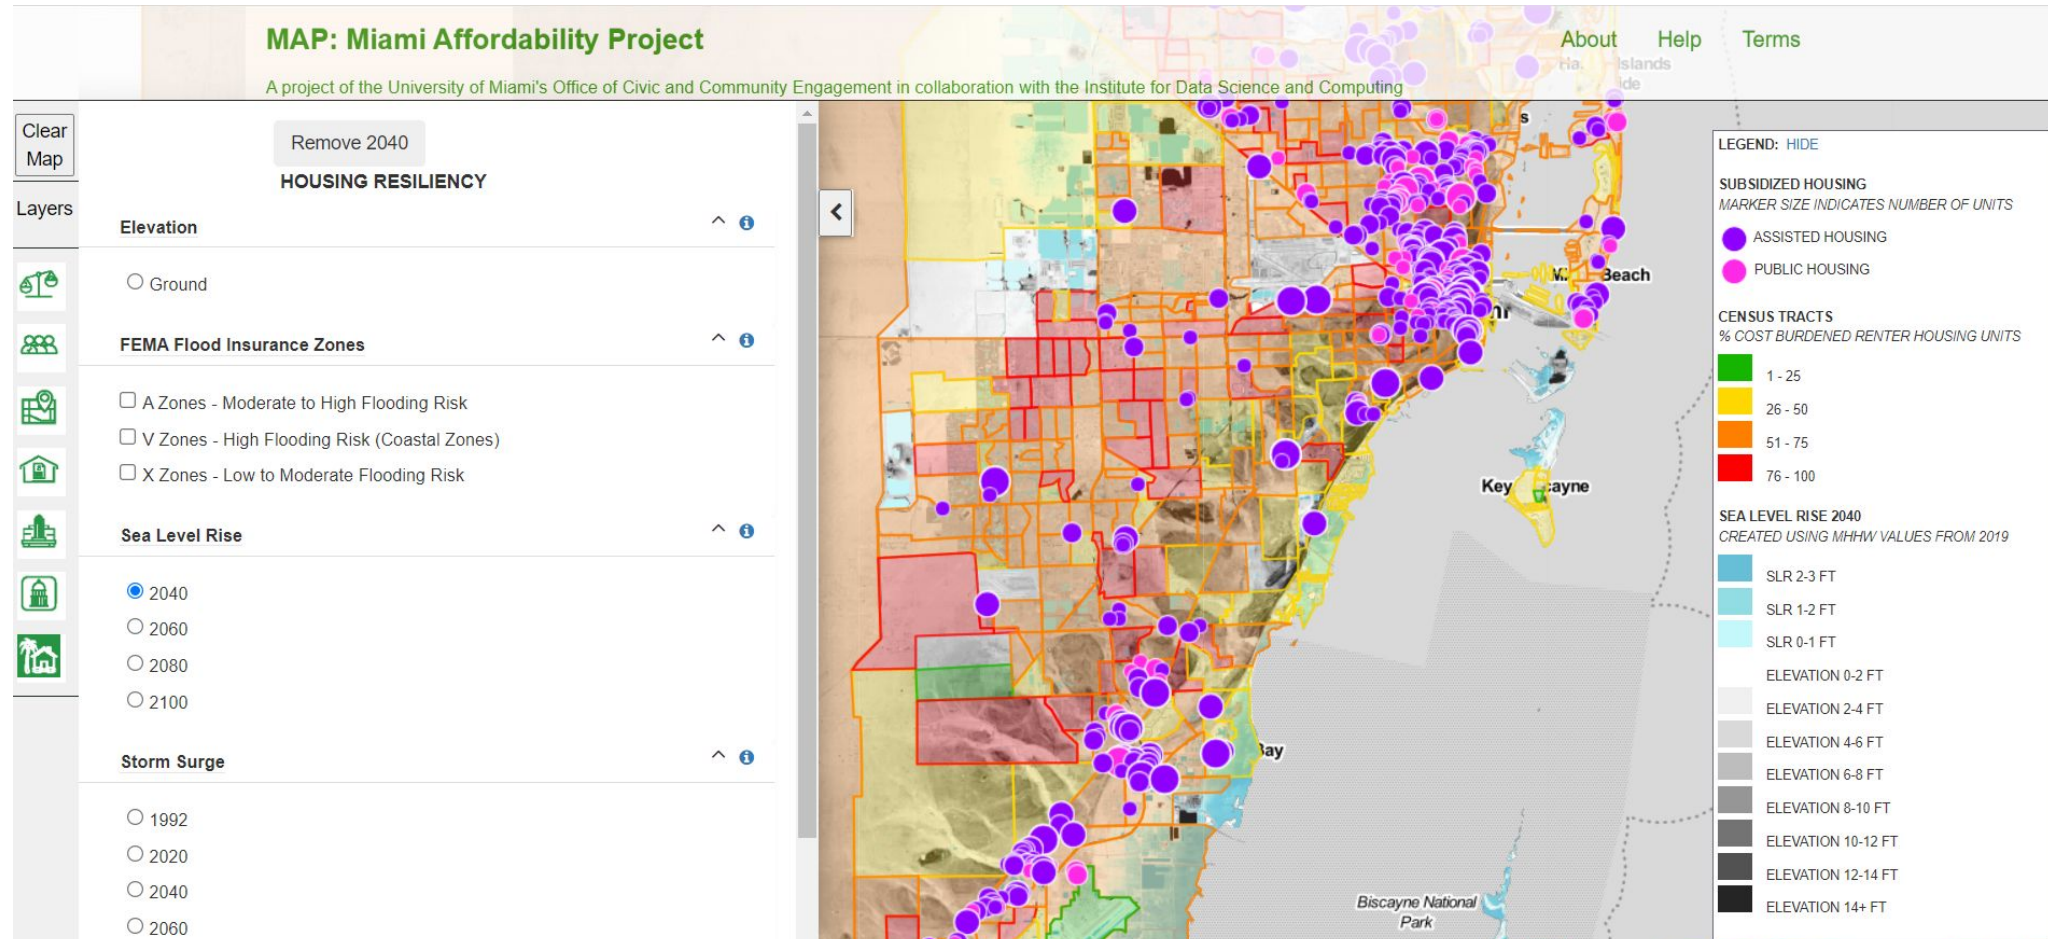 MAP: Miami Affordability Project
About
Help
Terms
A project of the University of Miami's Office of Civic and Community Engagement in collaboration with the Institute for Data Science and Computing
Clear
Map
Layers
Remove 2040
HOUSING RESILIENCY
Elevation
Ground
FEMA Flood Insurance Zones
A Zones - Moderate to High Flooding Risk
V Zones - High Flooding Risk (Coastal Zones)
X Zones - Low to Moderate Flooding Risk
Sea Level Rise
2040
2060
2080
2100
Storm Surge
1992
2020
2040
2060
Islands
Beach
Key
Biscayne National
Park
LEGEND: HIDE
SUBSIDIZED HOUSING
MARKER SIZE INDICATES NUMBER OF UNITS
ASSISTED HOUSING
PUBLIC HOUSING
CENSUS TRACTS
% COST BURDENED RENTER HOUSING UNITS
1 - 25
26 - 50
51 - 75
76 - 100
SEA LEVEL RISE 2040
CREATED USING MHHW VALUES FROM 2019
SLR 2-3 FT
SLR 1-2 FT
SLR 0-1 FT
ELEVATION 0-2 FT
ELEVATION 2-4 FT
ELEVATION 4-6 FT
ELEVATION 6-8 FT
ELEVATION 8-10 FT
ELEVATION 10-12 FT
ELEVATION 12-14 FT
ELEVATION 14+ FT